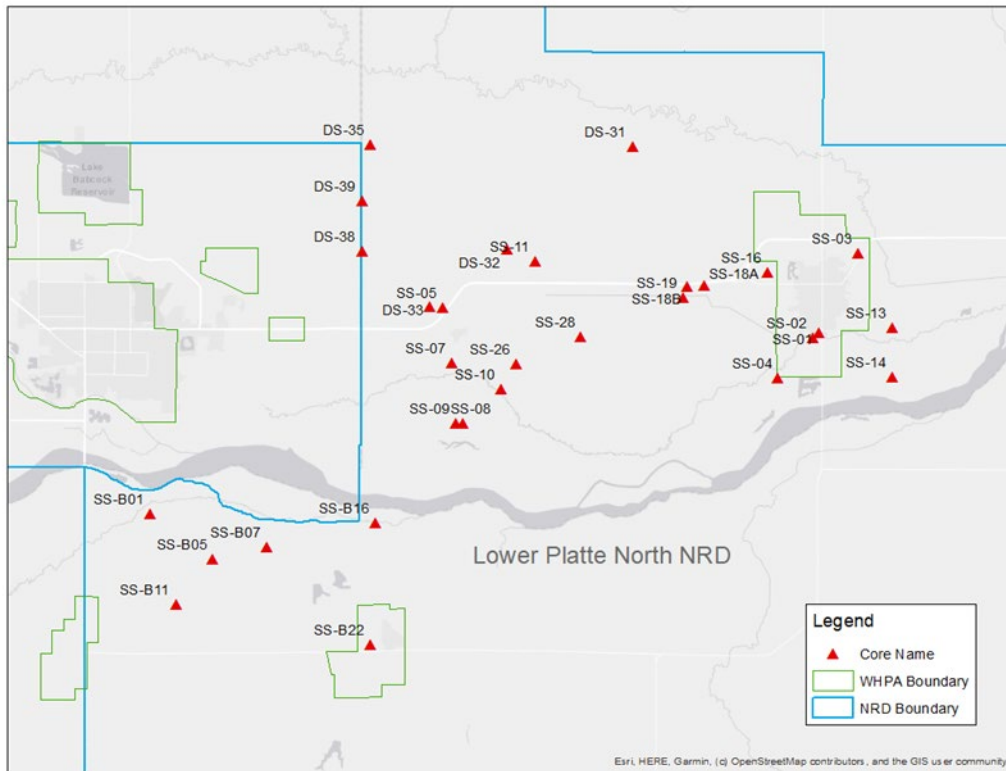 DS-35
DS-31
Lake
Babcock
Reservoir
DS-39
DS-38
SS-11
DS-32
SS-03
SS-16
SS-18A
SS-19
SS-18B
SS-05
DS-33
SS-13
SS-02
SS-01
SS-28
SS-07
SS-26
SS-10
SS-04
SS-14
SS-09
SS-08
SS-B01
SS-B16
SS-B07
SS-B05
Lower Platte North NRD
SS-B11
SS-B22
Legend
Core Name
WHPA Boundary
NRD Boundary
Esri, HERE, Garmin, (c) OpenStreetMap contributors, and the GIS user community